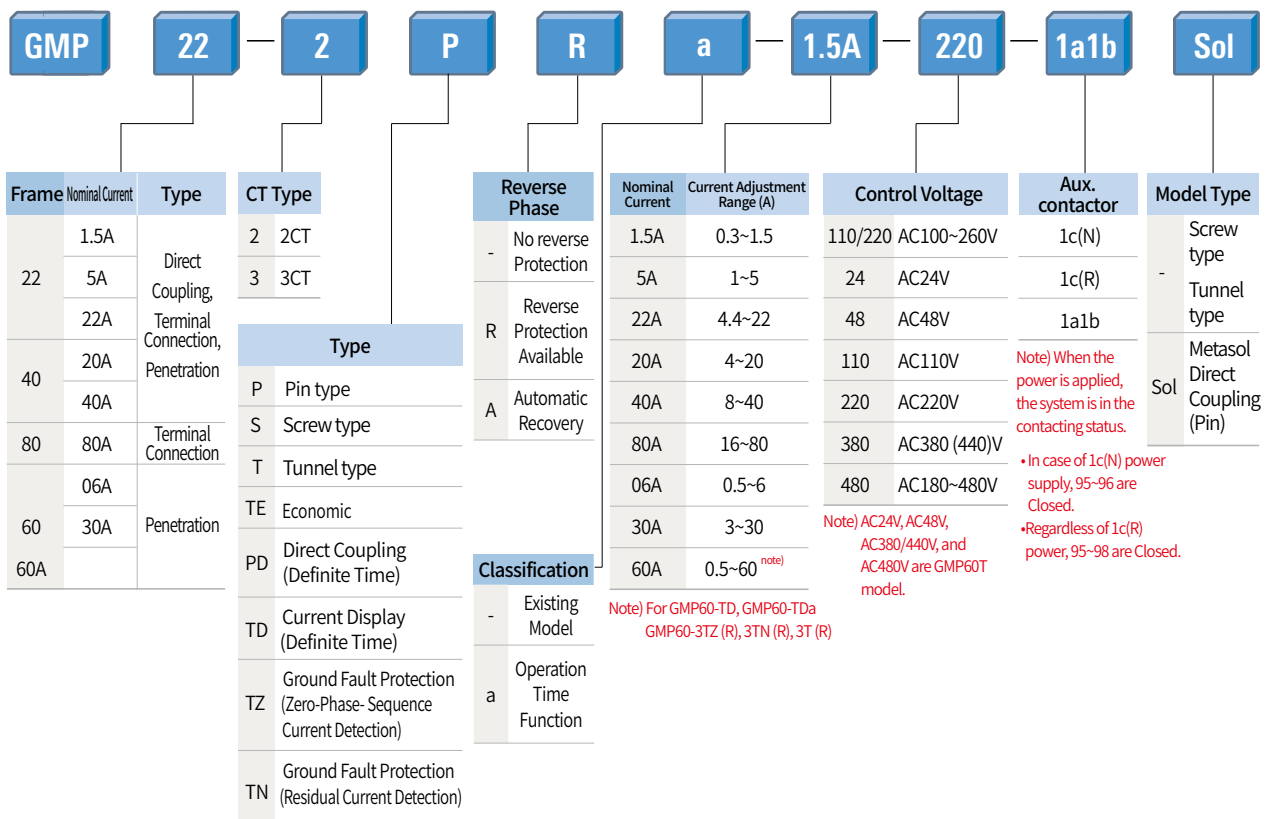 GMP 22 – 2 P R a – 1.5A – 220 – 1a1b Sol
Frame Nominal Current Type
22 1.5A Direct Coupling, Terminal Connection, Penetration
5A
22A
40 20A
40A
80 80A Terminal Connection
06A
60 30A Penetration
60A
CT Type
2 2CT
3 3CT
Type
P Pin type
S Screw type
T Tunnel type
TE Economic
PD Direct Coupling
(Definite Time)
TD Current Display
(Definite Time)
TZ Ground Fault Protection
(Zero-Phase- Sequence
Current Detection)
TN Ground Fault Protection
(Residual Current Detection)
Reverse
Phase
- No reverse
Protection
R Reverse
Protection
Available
A Automatic
Recovery
Classification
- Existing
Model
a Operation
Time
Function
Nominal Current Current Adjustment Range (A)
1.5A 0.3~1.5
5A 1~5
22A 4.4~22
20A 4~20
40A 8~40
80A 16~80
06A 0.5~6
30A 3~30
60A 0.5~60 note)
Note) For GMP60-TD, GMP60-TDa
GMP60-3TZ (R), 3TN (R), 3T (R)
Control Voltage
110/220 AC100~260V
24 AC24V
48 AC48V
110 AC110V
220 AC220V
380 AC380 (440)V
480 AC180~480V
Note) AC24V, AC48V,
AC380/440V, and
AC480V are GMP60T
model.
Aux.
contactor
1c(N)
1c(R)
1a1b
Note) When the
power is applied,
the system is in the
contacting status.
• In case of 1c(N) power
supply, 95~96 are
Closed.
•Regardless of 1c(R)
power, 95~98 are Closed.
Model Type
- Screw
type
Tunnel
type
Sol Metasol
Direct
Coupling
(Pin)